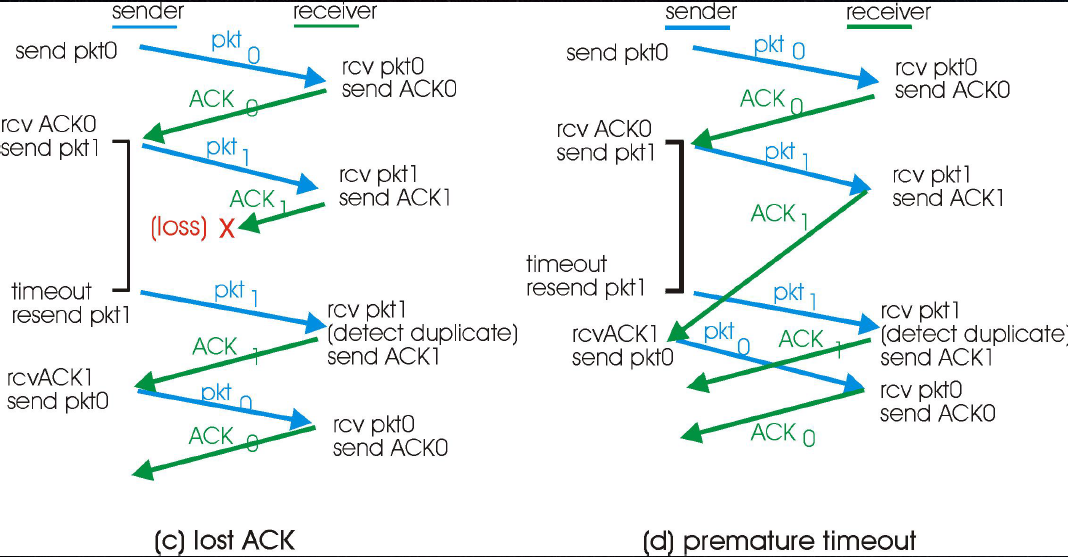 sender
receiver
send pkt0
pkt 0
rcv pkt0
send ACK0
ACK 0
rcv ACK0
send pkt1
pkt 1
rcv pkt1
send ACK1
ACK 1
(loss) X
timeout
resend pkt1
pkt 1
rcv pkt1
(detect duplicate)
send ACK1
ACK 1
rcvACK1
send pkt0
pkt 0
rcv pkt0
send ACK0
ACK 0
(c) lost ACK
sender
receiver
send pkt0
pkt 0
rcv pkt0
send ACK0
ACK 0
rcv ACK0
send pkt1
pkt 1
rcv pkt1
send ACK1
ACK 1
timeout
resend pkt1
pkt 1
rcv pkt1
(detect duplicate)
send ACK1
rcvACK1
send pkt0
pkt 0
ACK 1
rcv pkt0
send ACK0
ACK 0
(d) premature timeout